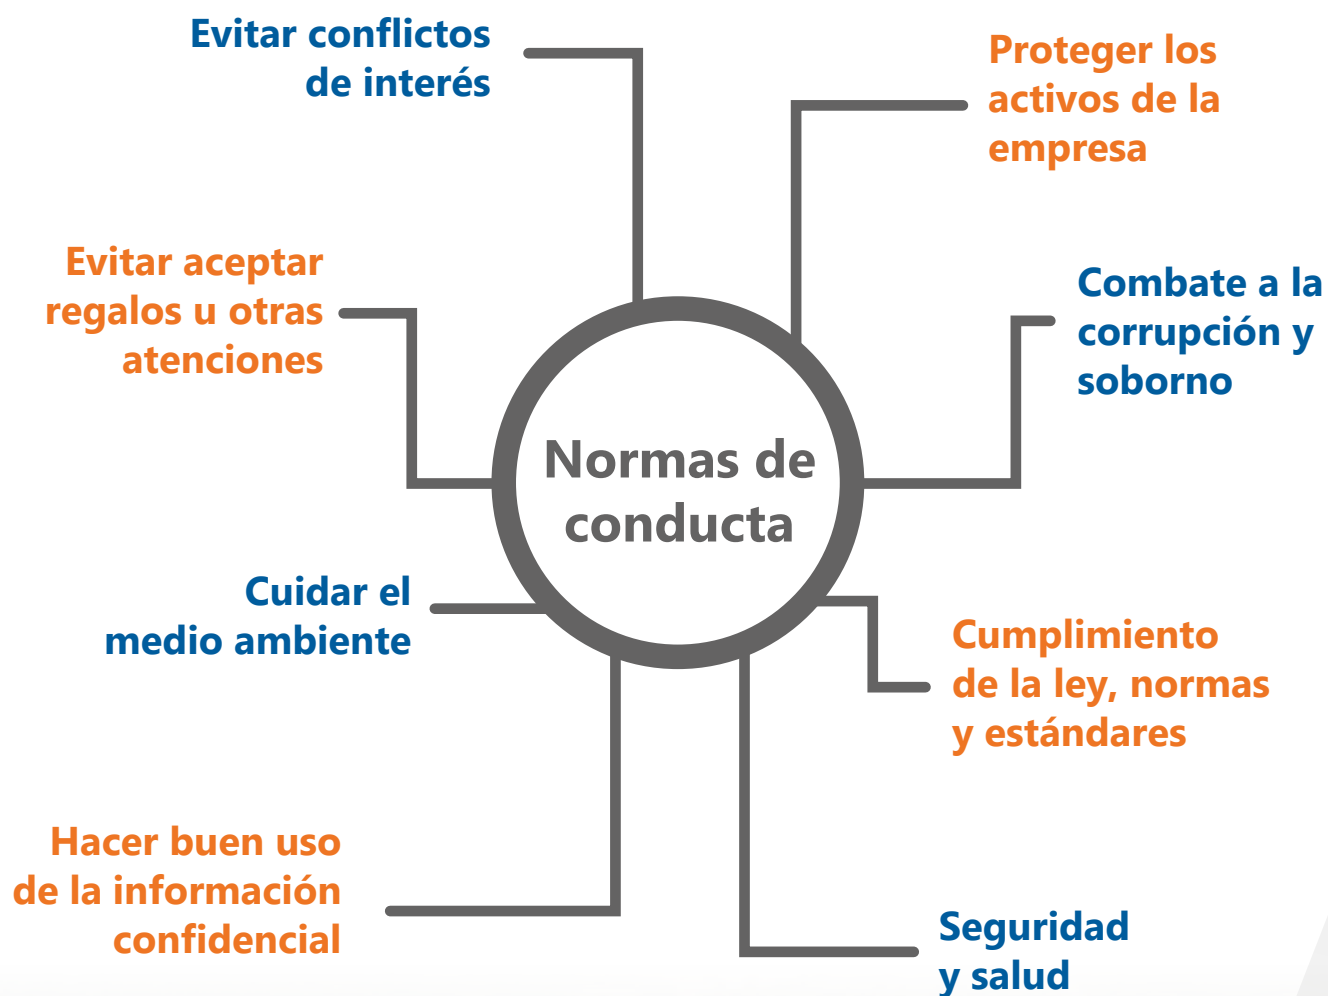 Evitar conflictos
de interés
Proteger los
activos de la
empresa
Evitar aceptar
regalos u otras
atenciones
Combate a la
corrupción y
soborno
Normas de
conducta
Cuidar el
medio ambiente
Cumplimiento
de la ley, normas
y estándares
Hacer buen uso
de la información
confidencial
Seguridad
y salud